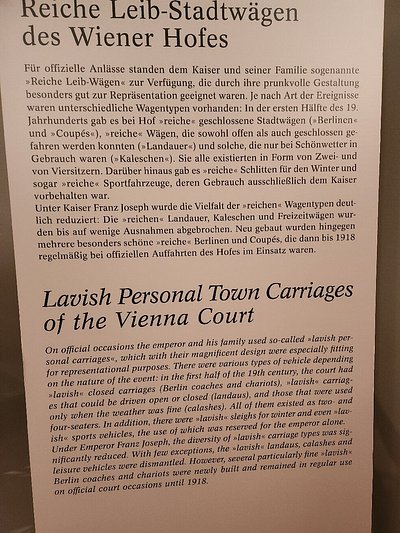 Reiche Leib-Stadtwägen
des Wiener Hofes
Für offizielle Anlässe standen dem Kaiser und seiner Familie sogenannte
»Reiche Leib-Wägen« zur Verfügung, die durch ihre prunkvolle Gestaltung
besonders gut zur Repräsentation geeignet waren. Je nach Art der Ereignisse
waren unterschiedliche Wagentypen vorhanden: In der ersten Hälfte des 19.
Jahrhunderts gab es bei Hof »reiche« geschlossene Stadtwägen (»Berlinen«
und »Coupés«), »reiche« Wägen, die sowohl offen als auch geschlossen ge-
fahren werden konnten (»Landauer«) und solche, die nur bei Schönwetter in
Gebrauch waren (»Kaleschen«). Sie alle existierten in Form von Zwei- und
von Viersitzern. Darüber hinaus gab es »reiche« Schlitten für den Winter und
sogar »reiche« Sportfahrzeuge, deren Gebrauch ausschließlich dem Kaiser
vorbehalten war.
Unter Kaiser Franz Joseph wurde die Vielfalt der »reichen« Wagentypen deut-
lich reduziert: Die »reichen« Landauer, Kaleschen und Freizeitwägen wur-
den bis auf wenige Ausnahmen abgebrochen. Neu gebaut wurden hingegen
mehrere besonders schöne »reiche« Berlinen und Coupés, die dann bis 1918
regelmäßig bei offiziellen Auffahrten des Hofes im Einsatz waren.
Lavish Personal Town Carriages
of the Vienna Court
On official occasions the emperor and his family used so-called »lavish per-
sonal carriages«, which with their magnificent design were especially fitting
for representational purposes. There were various types of vehicle depending
on the nature of the event: in the first half of the 19th century, the court had
»lavish« closed carriages (Berlin coaches and chariots), »lavish« carriag-
es that could be driven open or closed (landaus), and those that were used
only when the weather was fine (calashes). All of them existed as two- and
four-seaters. In addition, there were »lavish« sleighs for winter and even »lav-
ish« sports vehicles, the use of which was reserved for the emperor alone.
Under Emperor Franz Joseph, the diversity of »lavish« carriage types was sig-
nificantly reduced. With few exceptions, the »lavish« landaus, calashes and
leisure vehicles were dismantled. However, several particularly fine »lavish«
Berlin coaches and chariots were newly built and remained in regular use
on official court occasions until 1918.